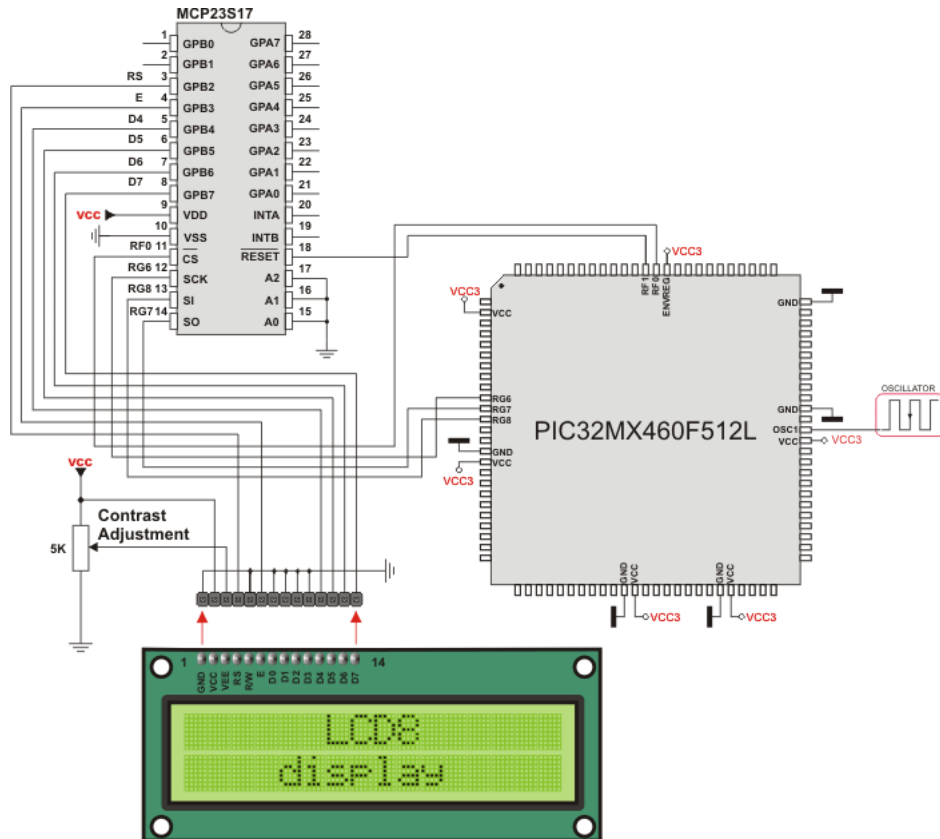 MCP23S17
1 GPB0 GPA7 28
2 GPB1 GPA6 27
RS 3 GPB2 GPA5 26
E 4 GPB3 GPA4 25
D4 5 GPB4 GPA3 24
D5 6 GPB5 GPA2 23
D6 7 GPB6 GPA1 22
D7 8 GPB7 GPA0 21
VCC 9 VDD INTA 20
10 VSS INTB 19
RF0 11 CS RESET 18
RG6 12 SCK A2 17
RG8 13 SI A1 16
RG7 14 SO A0 15
RF1 RF0 ENVREG VCC3
VCC3 VCC GND
RG6 GND
RG7
RG8
OSCILLATOR
PIC32MX460F512L
OSC1
VCC VCC3
GND
VCC
VCC3
GND VCC VCC3 GND VCC VCC3
VCC
Contrast
Adjustment
5K
1 14
GND VCC VEE RS R/W E D0 D1 D2 D3 D4 D5 D6 D7
LCD8
display